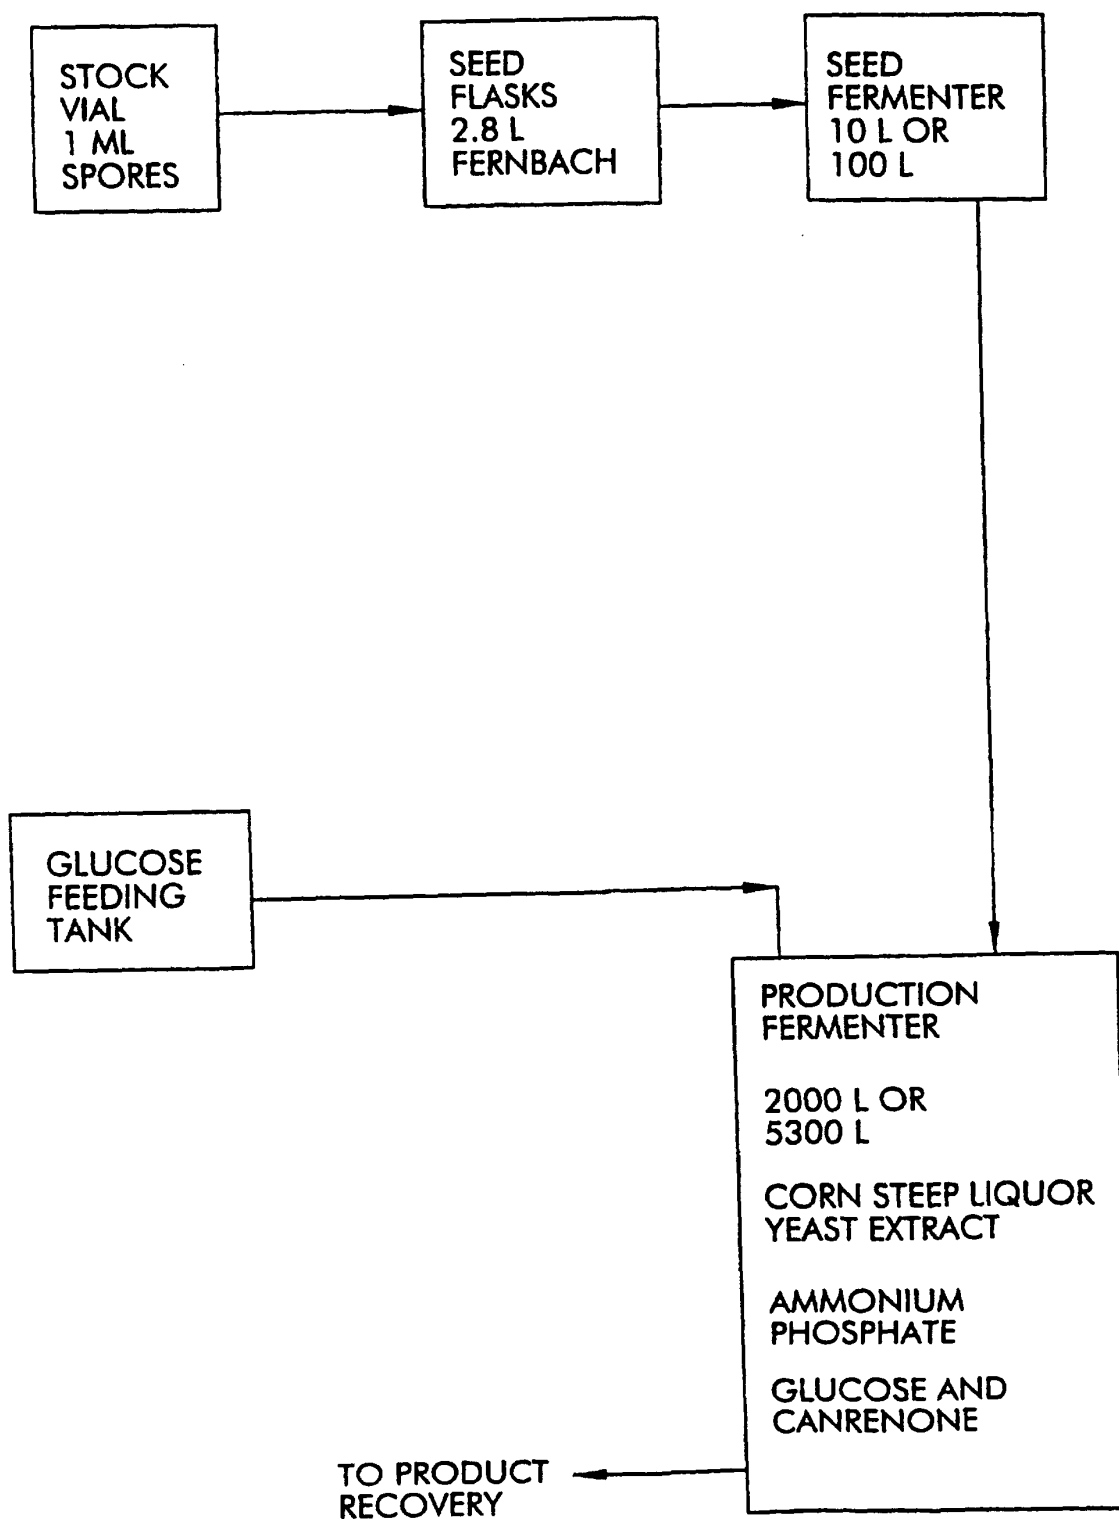 STOCK
VIAL
1 ML
SPORES
SEED
FLASKS
2.8 L
FERNBACH
SEED
FERMENTER
10 L OR
100 L
GLUCOSE
FEEDING
TANK
PRODUCTION
FERMENTER
2000 L OR
5300 L
CORN STEEP LIQUOR
YEAST EXTRACT
AMMONIUM
PHOSPHATE
GLUCOSE AND
CANRENONE
TO PRODUCT
RECOVERY